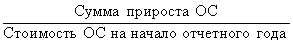 Сумма прироста ОС
Стоимость ОС на начало отчетного года